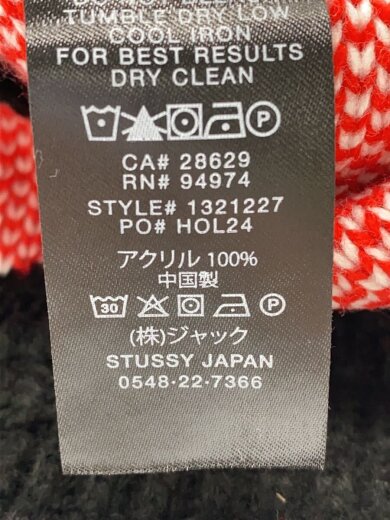 TUMBLE DRY LOW
COOL IRON
FOR BEST RESULTS
DRY CLEAN
P
CA# 28629
RN# 94974
STYLE# 1321227
PO# HOL24
アクリル 100%
中国製
30 P
(株)ジャック
STUSSY JAPAN
0548・22・7366